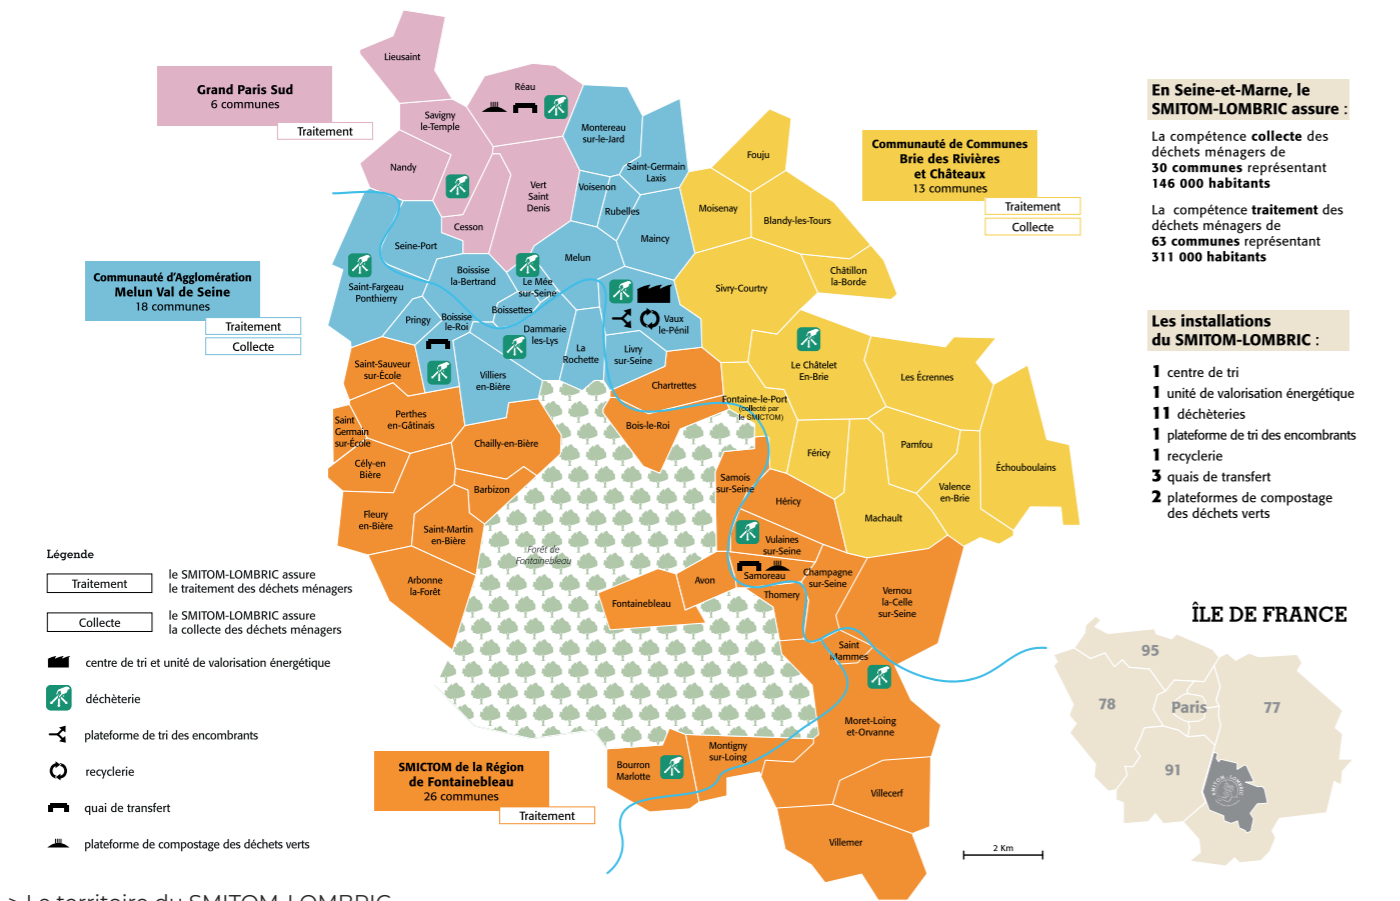 Lieusaint
Grand Paris Sud
6 communes
Traitement
Réau
Savigny
le-Temple
Nandy
Vert
Saint
Denis
Cesson
Montereau
sur-le-Jard
Saint-Germain
Laxis
Voisenon
Rubelles
Maincy
Melun
Seine-Port
Boissise
la-Bertrand
Le Mée
sur-Seine
Saint-Fargeau
Ponthierry
Boissettes
Pringy
Boissise
le-Roi
Dammarie
les-Lys
La
Rochette
Vaux
le-Pénil
Livry
sur-Seine
Villiers
en-Bière
Communauté d'Agglomération
Melun Val de Seine
18 communes
Traitement
Collecte
Communauté de Communes
Brie des Rivières
et Châteaux
13 communes
Traitement
Collecte
Fouju
Moisenay
Blandy-les-Tours
Châtillon
la-Borde
Sivry-Courtry
Le Châtelet
En-Brie
Les Écrennes
Fontaine-le-Port
(collecté par
le SMICTOM)
Féricy
Pamfou
Échouboulains
Valence
en-Brie
Machault
Saint-Sauveur
sur-École
Chartrettes
Perthes
en-Gâtinais
Saint
Germain
sur-École
Bois-le-Roi
Chailly-en-Bière
Cély-en
Bière
Barbizon
Samois
sur-Seine
Héricy
Fleury
en-Bière
Saint-Martin
en-Bière
Vulaines
sur-Seine
Forêt de
Fontainebleau
Arbonne
la-Forêt
Avon
Samoreau
Champagne
sur-Seine
Fontainebleau
Thomery
Vernou
la-Celle
sur-Seine
Saint
Mammes
Moret-Loing
et-Orvanne
Montigny
sur-Loing
Bourron
Marlotte
Villecerf
Villemer
SMICTOM de la Région
de Fontainebleau
26 communes
Traitement
2 Km
En Seine-et-Marne, le
SMITOM-LOMBRIC assure :
La compétence collecte des
déchets ménagers de
30 communes représentant
146 000 habitants
La compétence traitement des
déchets ménagers de
63 communes représentant
311 000 habitants
Les installations
du SMITOM-LOMBRIC :
1 centre de tri
1 unité de valorisation énergétique
11 déchèteries
1 plateforme de tri des encombrants
1 recyclerie
3 quais de transfert
2 plateformes de compostage
des déchets verts
Légende
Traitement
le SMITOM-LOMBRIC assure
le traitement des déchets ménagers
Collecte
le SMITOM-LOMBRIC assure
la collecte des déchets ménagers
centre de tri et unité de valorisation énergétique
déchèterie
plateforme de tri des encombrants
recyclerie
quai de transfert
plateforme de compostage des déchets verts
ÎLE DE FRANCE
95
78
Paris
77
91
SMITOM-LOMBRIC
> Le territoire du SMITOM-LOMBRIC